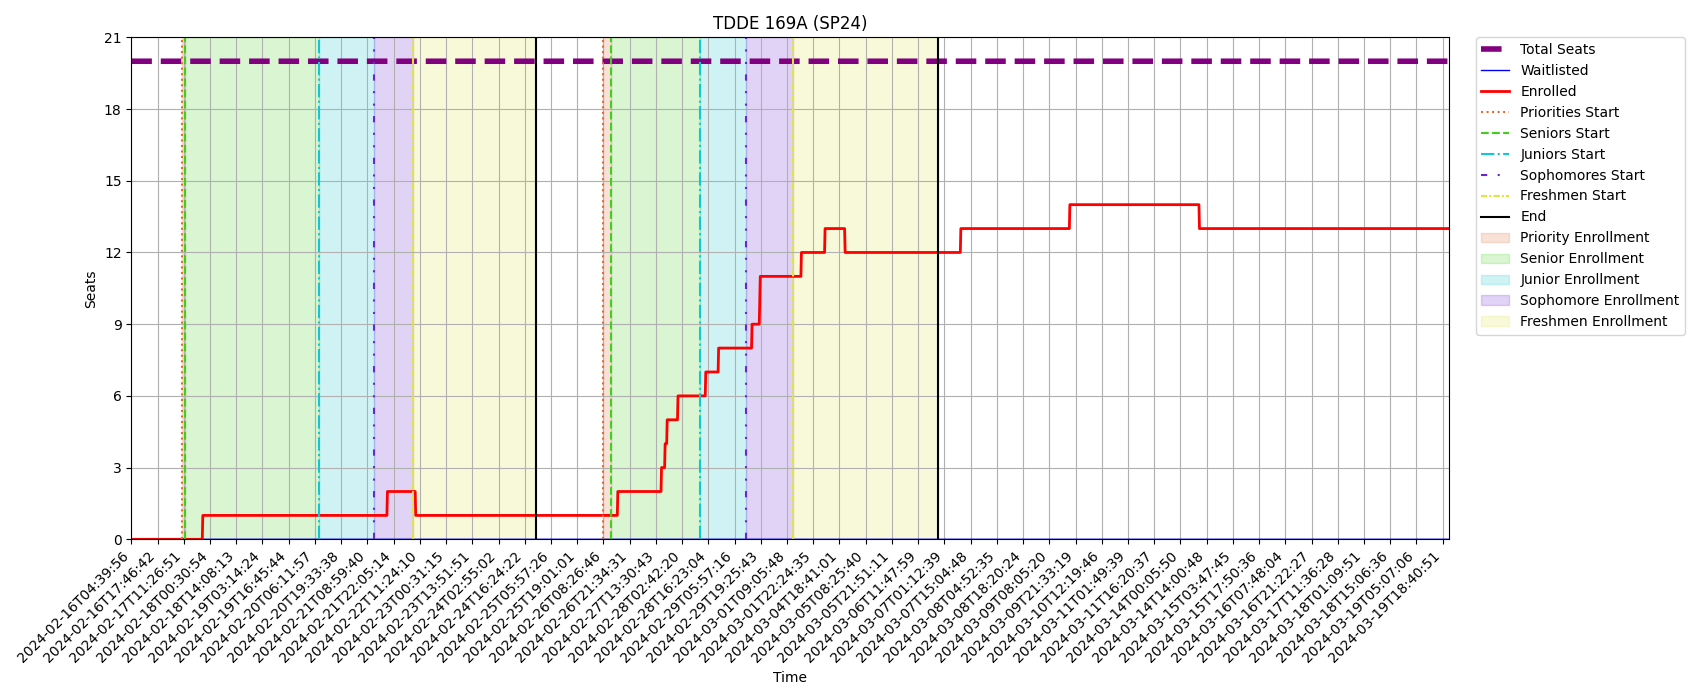 TDDE 169A (SP24)
21
18
15
12
9
6
3
0
Seats
2024-02-16T04:39:56
2024-02-16T17:46:42
2024-02-17T11:26:51
2024-02-18T00:30:54
2024-02-18T14:08:13
2024-02-19T03:14:24
2024-02-19T16:45:44
2024-02-20T06:11:57
2024-02-20T19:33:38
2024-02-21T08:59:40
2024-02-21T22:05:14
2024-02-22T11:24:10
2024-02-23T00:31:15
2024-02-23T13:51:51
2024-02-24T02:55:02
2024-02-24T16:24:22
2024-02-25T05:57:26
2024-02-25T19:01:01
2024-02-26T08:26:46
2024-02-26T21:34:31
2024-02-27T13:30:43
2024-02-28T02:42:20
2024-02-28T16:23:04
2024-02-29T05:57:16
2024-02-29T19:25:43
2024-03-01T09:05:48
2024-03-01T22:24:35
2024-03-04T18:41:01
2024-03-05T08:25:40
2024-03-05T21:51:11
2024-03-06T11:47:59
2024-03-07T01:12:39
2024-03-07T15:04:48
2024-03-08T04:52:35
2024-03-08T18:20:24
2024-03-09T08:05:20
2024-03-09T21:33:19
2024-03-10T12:19:46
2024-03-11T01:49:39
2024-03-11T16:20:37
2024-03-14T00:05:50
2024-03-14T14:00:48
2024-03-15T03:47:45
2024-03-15T17:50:36
2024-03-16T07:48:04
2024-03-16T21:22:27
2024-03-17T11:36:28
2024-03-18T01:09:51
2024-03-18T15:06:36
2024-03-19T05:07:06
2024-03-19T18:40:51
Time
Total Seats
Waitlisted
Enrolled
Priorities Start
Seniors Start
Juniors Start
Sophomores Start
Freshmen Start
End
Priority Enrollment
Senior Enrollment
Junior Enrollment
Sophomore Enrollment
Freshmen Enrollment